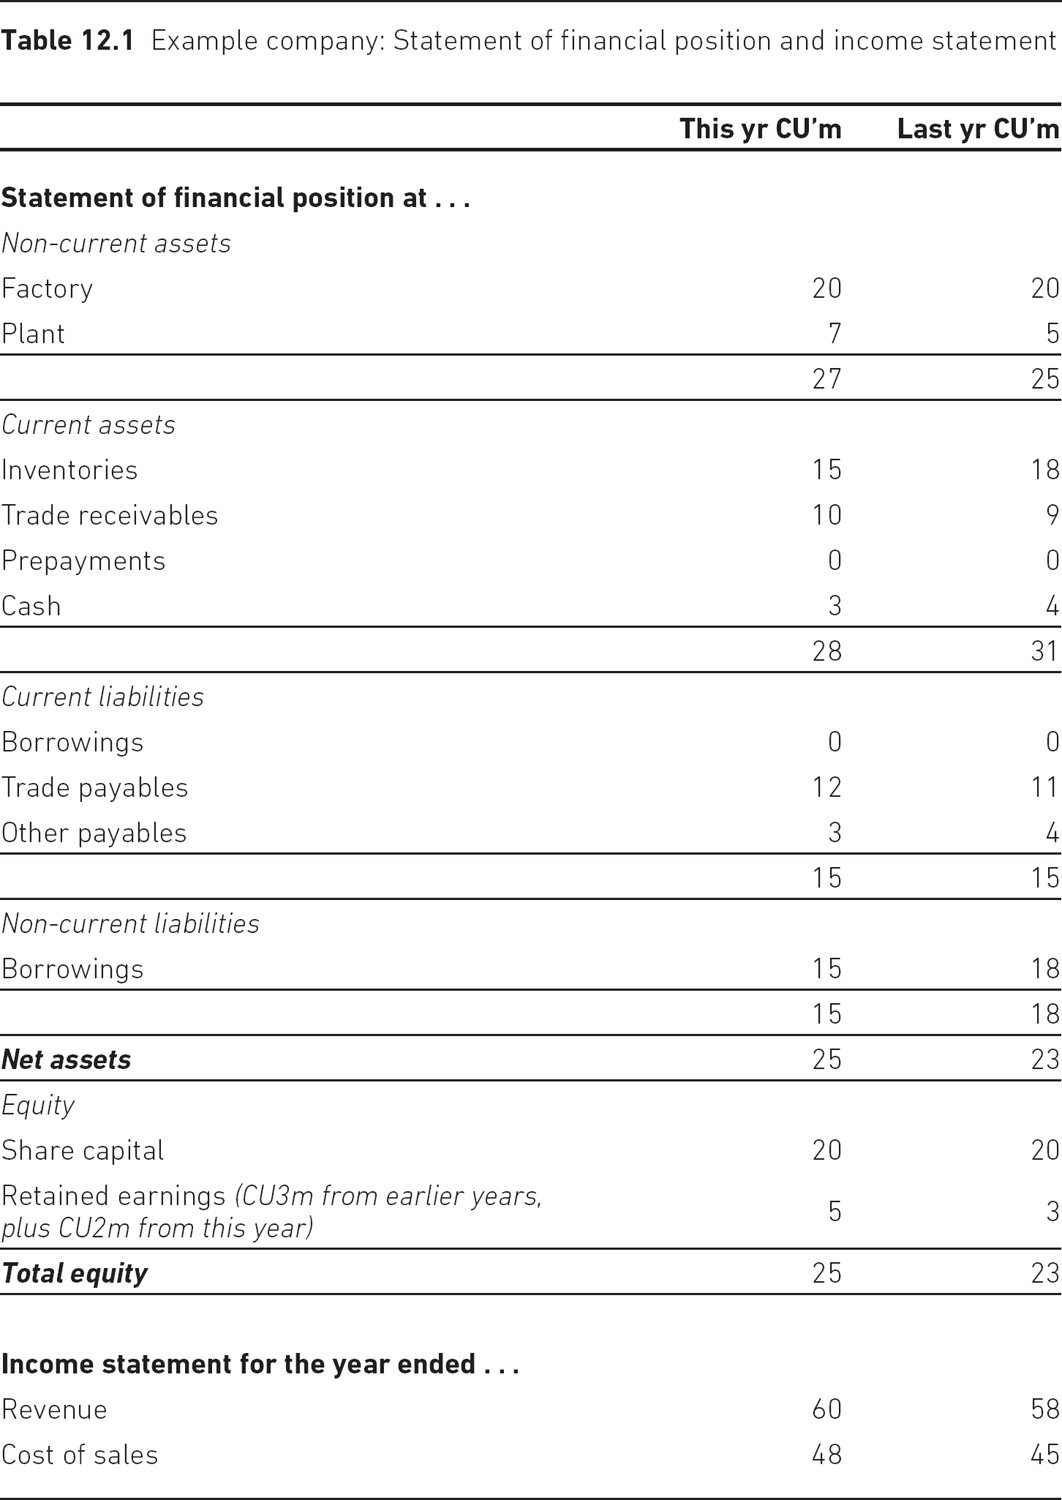 Table 12.1 Example company: Statement of financial position and income statement
This yr CU’m Last yr CU’m
Statement of financial position at . . .
Non-current assets
Factory 20 20
Plant 7 5
27 25
Current assets
Inventories 15 18
Trade receivables 10 9
Prepayments 0 0
Cash 3 4
28 31
Current liabilities
Borrowings 0 0
Trade payables 12 11
Other payables 3 4
15 15
Non-current liabilities
Borrowings 15 18
15 18
Net assets 25 23
Equity
Share capital 20 20
Retained earnings (CU3m from earlier years,
plus CU2m from this year) 5 3
Total equity 25 23
Income statement for the year ended . . .
Revenue 60 58
Cost of sales 48 45